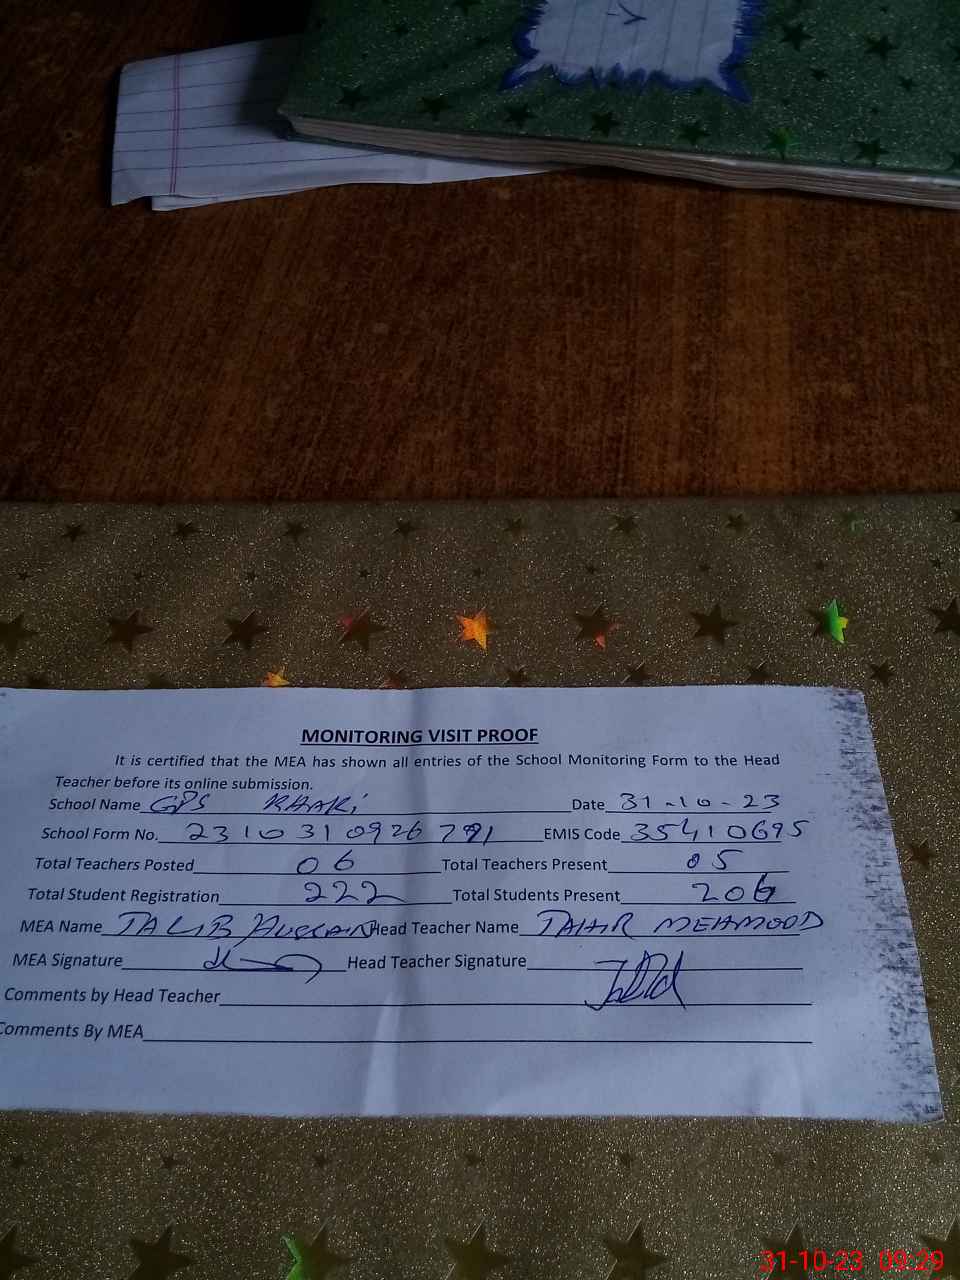 MONITORING VISIT PROOF
It is certified that the MEA has shown all entries of the School Monitoring Form to the Head
Teacher before its online submission.
School Name GPS KHARI Date 31-10-23
School Form No. 2310310926791 EMIS Code 35410695
Total Teachers Posted 06 Total Teachers Present 05
Total Student Registration 222 Total Students Present 206
MEA Name TALIB HUSSAIN Head Teacher Name TAHIR MEHMOOD
MEA Signature Head Teacher Signature
Comments by Head Teacher
Comments By MEA
31-10-23 09:29